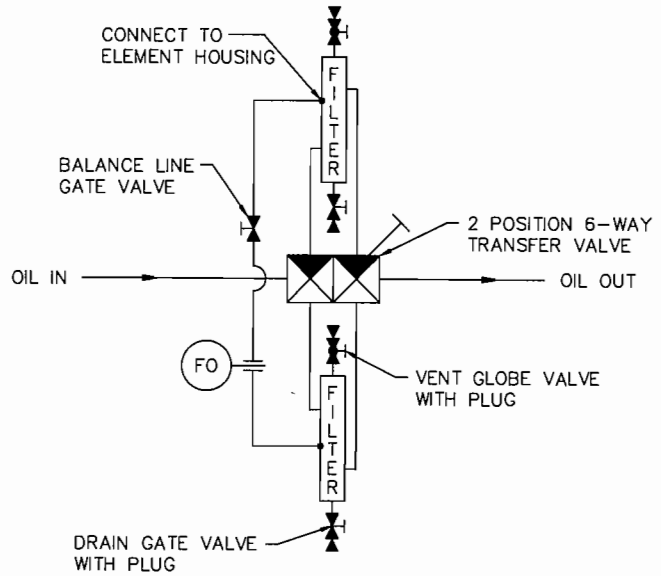 CONNECT TO
ELEMENT HOUSING
FILTER
BALANCE LINE
GATE VALVE
2 POSITION 6-WAY
TRANSFER VALVE
OIL IN
OIL OUT
FO
VENT GLOBE VALVE
WITH PLUG
FILTER
DRAIN GATE VALVE
WITH PLUG